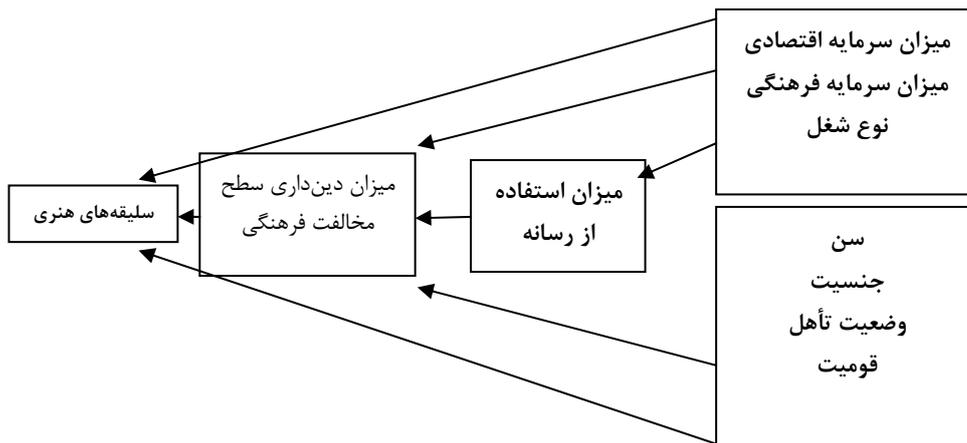 میزان سرمایه اقتصادی
میزان سرمایه فرهنگی
نوع شغل
سن
جنسیت
وضعیت تأهل
قومیت
میزان استفاده
از رسانه
میزان دین‌داری سطح
مخالفت فرهنگی
سلیقه‌های هنری